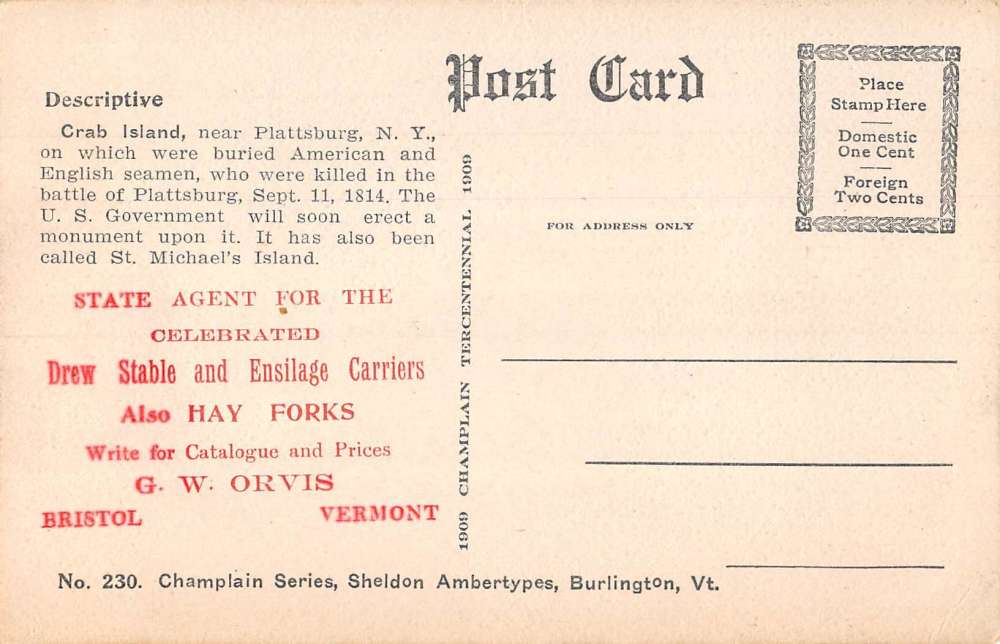 Post Card
Descriptive
Crab Island, near Plattsburg, N. Y.,
on which were buried American and
English seamen, who were killed in the
battle of Plattsburg, Sept. 11, 1814. The
U. S. Government will soon erect a
monument upon it. It has also been
called St. Michael's Island.
STATE AGENT FOR THE
CELEBRATED
Drew Stable and Ensilage Carriers
Also HAY FORKS
Write for Catalogue and Prices
G. W. ORVIS
BRISTOL VERMONT
1909 CHAMPLAIN TERCENTENNIAL 1909
FOR ADDRESS ONLY
Place
Stamp Here
Domestic
One Cent
Foreign
Two Cents
No. 230. Champlain Series, Sheldon Ambertypes, Burlington, Vt.